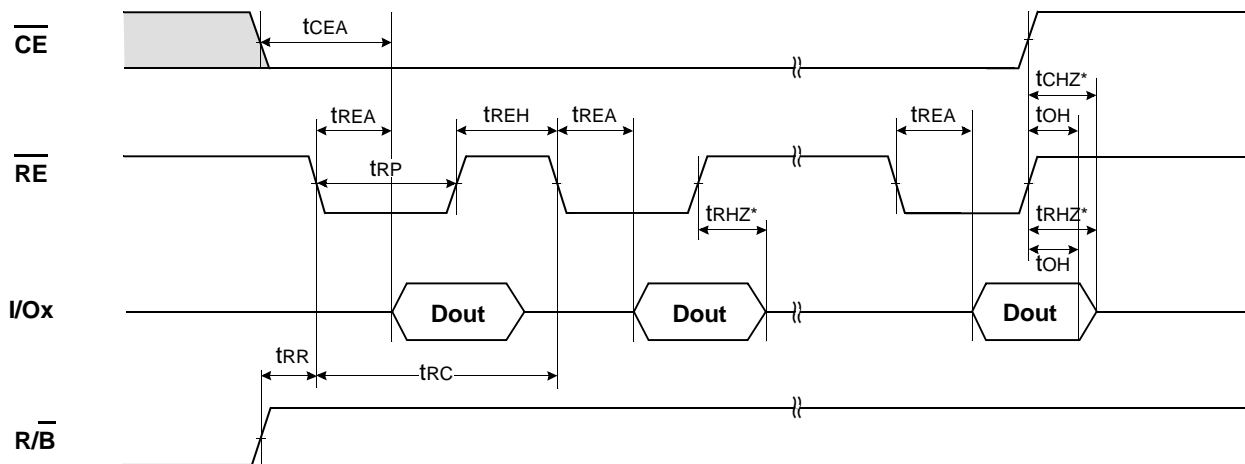 CE
tCEA
tCHZ*
tREA
tREH
tREA
tREA
tOH
RE
tRP
tRHZ*
tRHZ*
tOH
I/Ox
Dout
Dout
Dout
tRR
tRC
R/B